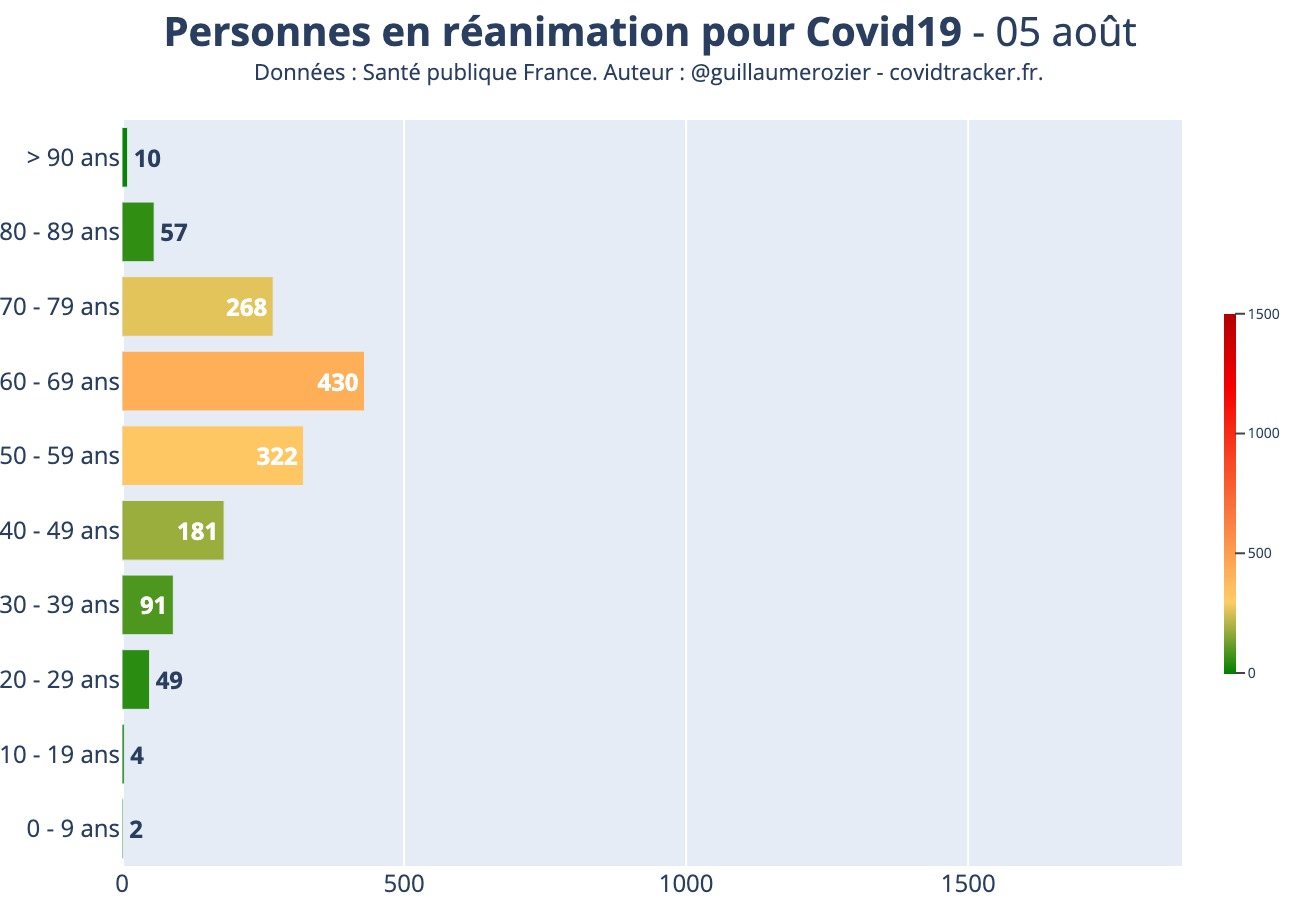 Personnes en réanimation pour Covid19 - 05 août
Données : Santé publique France. Auteur : @guillaumerozier - covidtracker.fr.
> 90 ans 10
80 - 89 ans 57
70 - 79 ans 268
60 - 69 ans 430
50 - 59 ans 322
40 - 49 ans 181
30 - 39 ans 91
20 - 29 ans 49
10 - 19 ans 4
0 - 9 ans 2
0 500 1000 1500
1500
1000
500
0